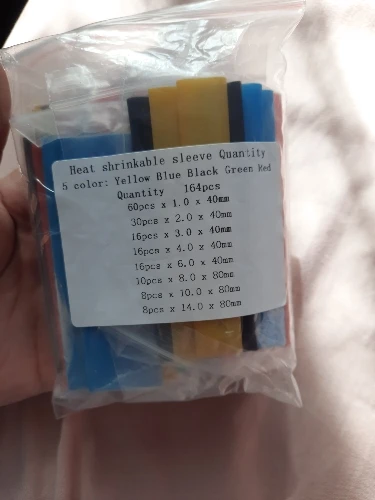 Heat shrinkable sleeve Quantity
5 color: Yellow Blue Black Green Red
Quantity 164pcs
60pcs x 1.0 x 40mm
30pcs x 2.0 x 40mm
16pcs x 3.0 x 40mm
16pcs x 4.0 x 40mm
16pcs x 6.0 x 40mm
10pcs x 8.0 x 80mm
8pcs x 10.0 x 80mm
8pcs x 14.0 x 80mm